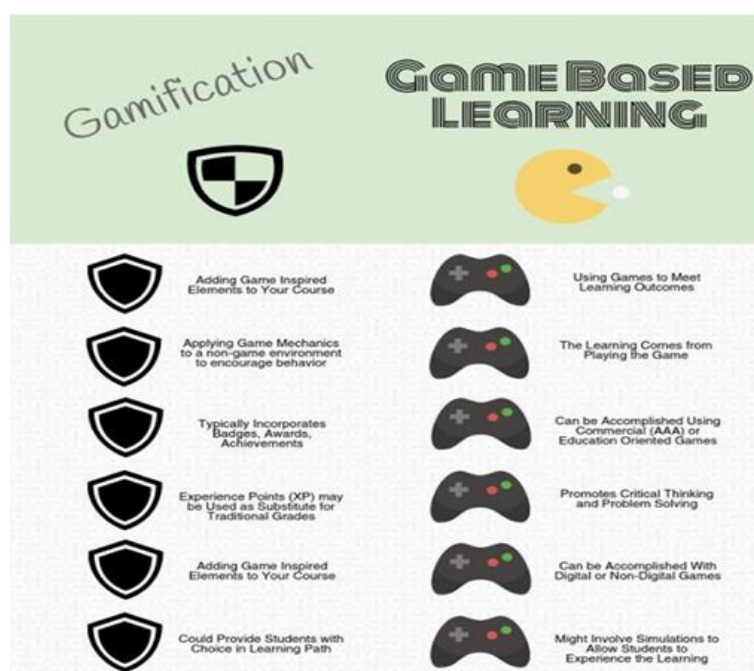 Gamification
GAME BASED
LEARNING
Adding Game Inspired
Elements to Your Course
Applying Game Mechanics
to a non-game environment
to encourage behavior
Typically Incorporates
Badges, Awards,
Achievements
Experience Points (XP) may
be Used as Substitute for
Traditional Grades
Adding Game Inspired
Elements to Your Course
Could Provide Students with
Choice in Learning Path
Using Games to Meet
Learning Outcomes
The Learning Comes from
Playing the Game
Can be Accomplished Using
Commercial (AAA) or
Education Oriented Games
Promotes Critical Thinking
and Problem Solving
Can be Accomplished With
Digital or Non-Digital Games
Might Involve Simulations to
Allow Students to
Experience the Learning